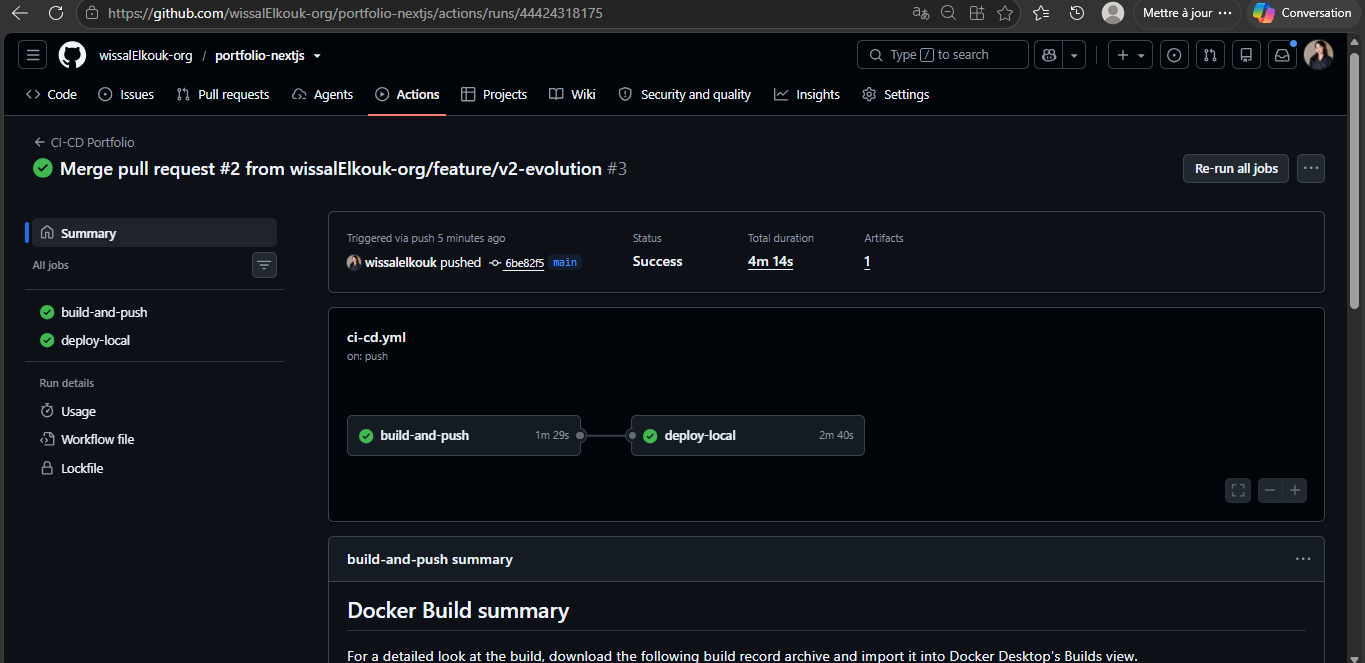 https://github.com/wissalElkouk-org/portfolio-nextjs/actions/runs/44424318175
Mettre à jour
Conversation
wissalElkouk-org / portfolio-nextjs
Type / to search
Code
Issues
Pull requests
Agents
Actions
Projects
Wiki
Security and quality
Insights
Settings
CI-CD Portfolio
Merge pull request #2 from wissalElkouk-org/feature/v2-evolution #3
Re-run all jobs
Summary
All jobs
build-and-push
deploy-local
Run details
Usage
Workflow file
Lockfile
Triggered via push 5 minutes ago
wissalelkouk pushed 6be82f5 main
Status
Success
Total duration
4m 14s
Artifacts
1
ci-cd.yml
on: push
build-and-push 1m 29s
deploy-local 2m 40s
build-and-push summary
Docker Build summary
For a detailed look at the build, download the following build record archive and import it into Docker Desktop's Builds view.